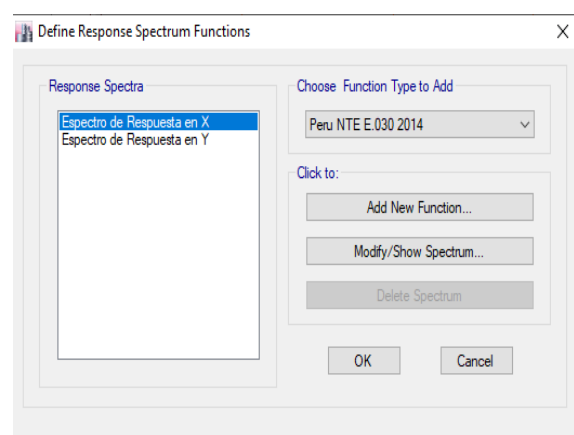 Define Response Spectrum Functions
Response Spectra
Espectro de Respuesta en X
Espectro de Respuesta en Y
Choose Function Type to Add
Peru NTE E.030 2014
Click to:
Add New Function...
Modify/Show Spectrum...
Delete Spectrum
OK
Cancel